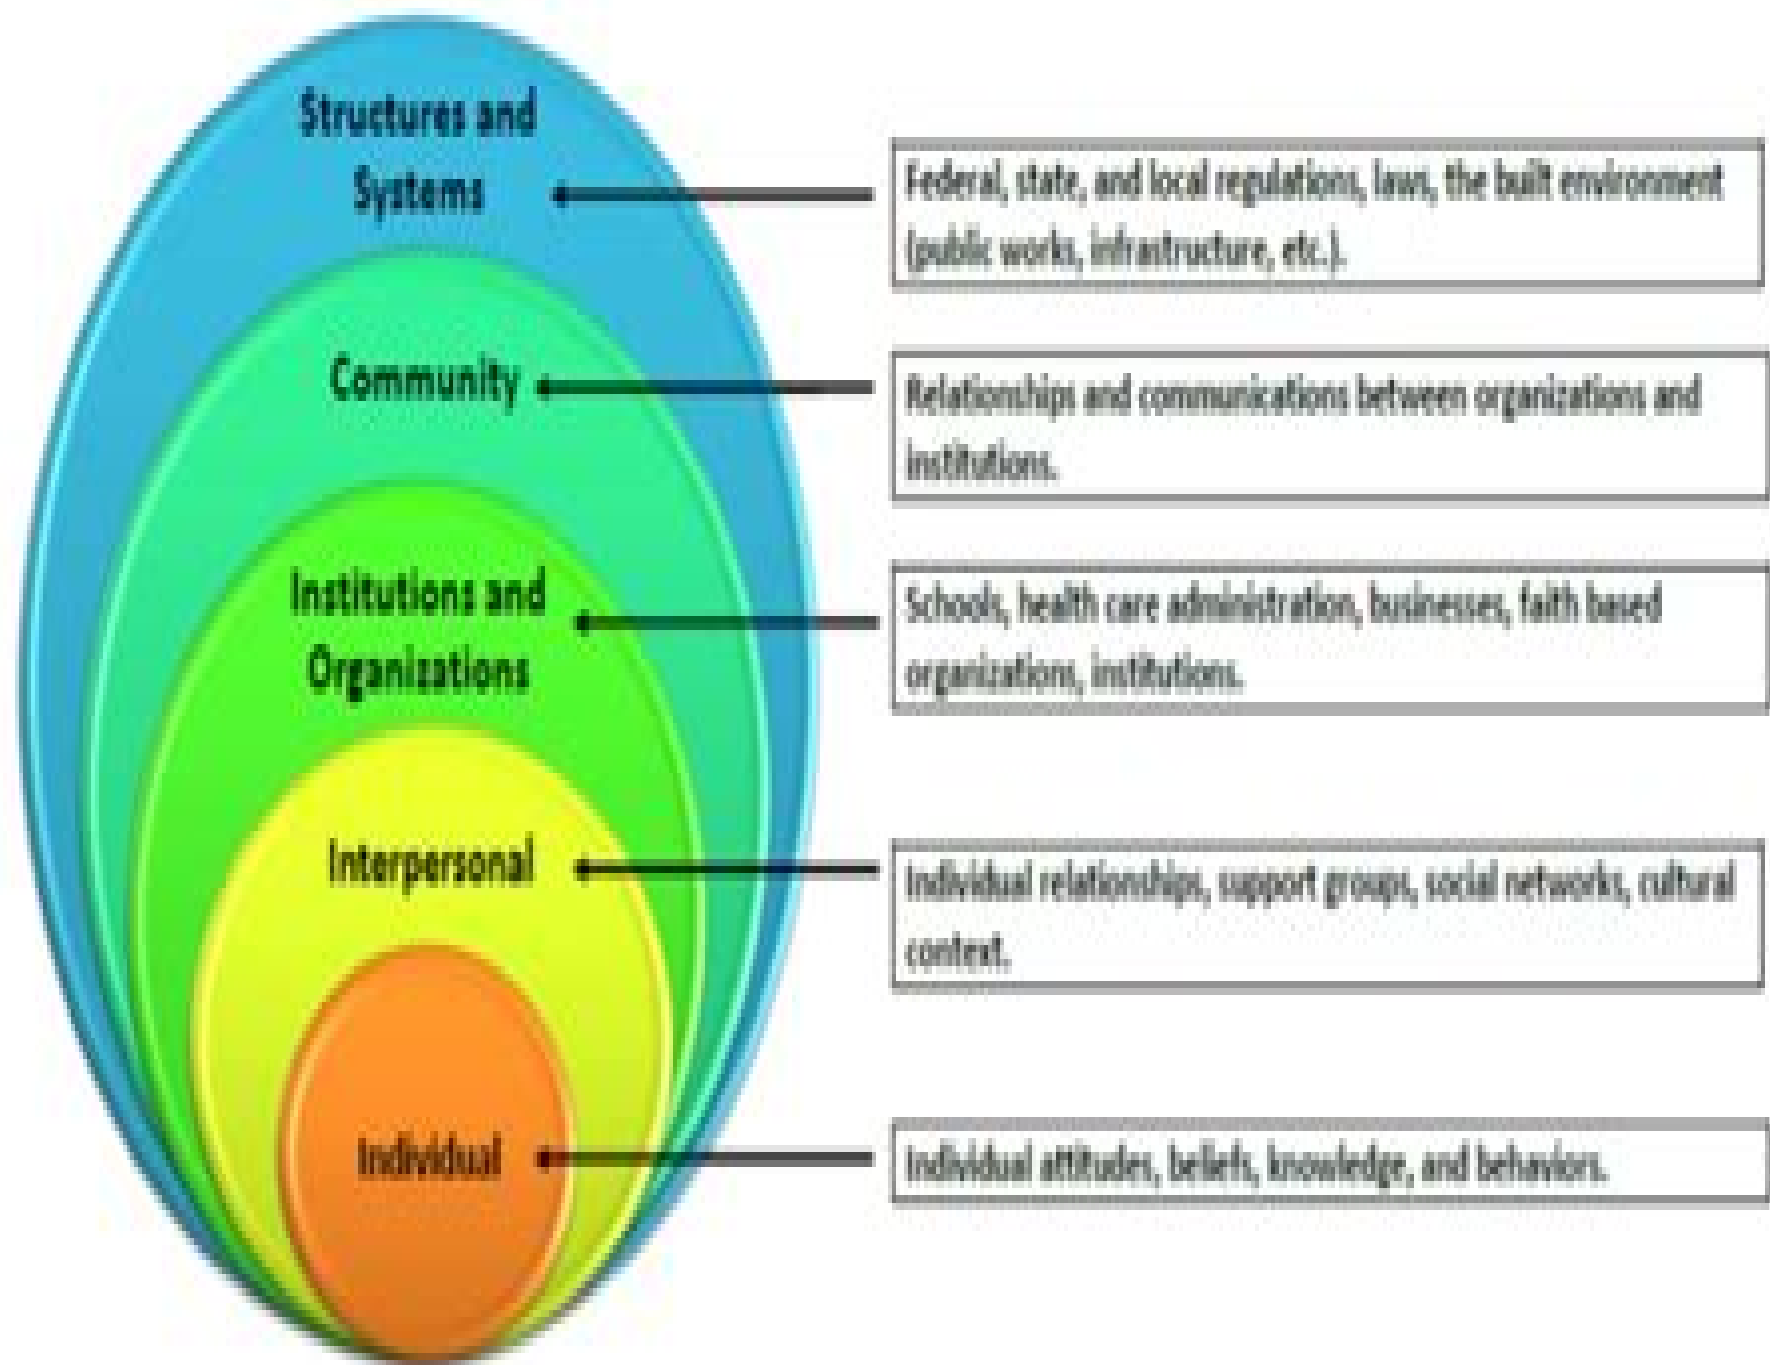 Structures and
Systems
Federal, state, and local regulations, laws, the built environment
(public works, infrastructure, etc.).
Community
Relationships and communications between organizations and
institutions.
Institutions and
Organizations
Schools, health care administration, businesses, faith based
organizations, institutions.
Interpersonal
Individual relationships, support groups, social networks, cultural
context.
Individual
Individual attitudes, beliefs, knowledge, and behaviors.